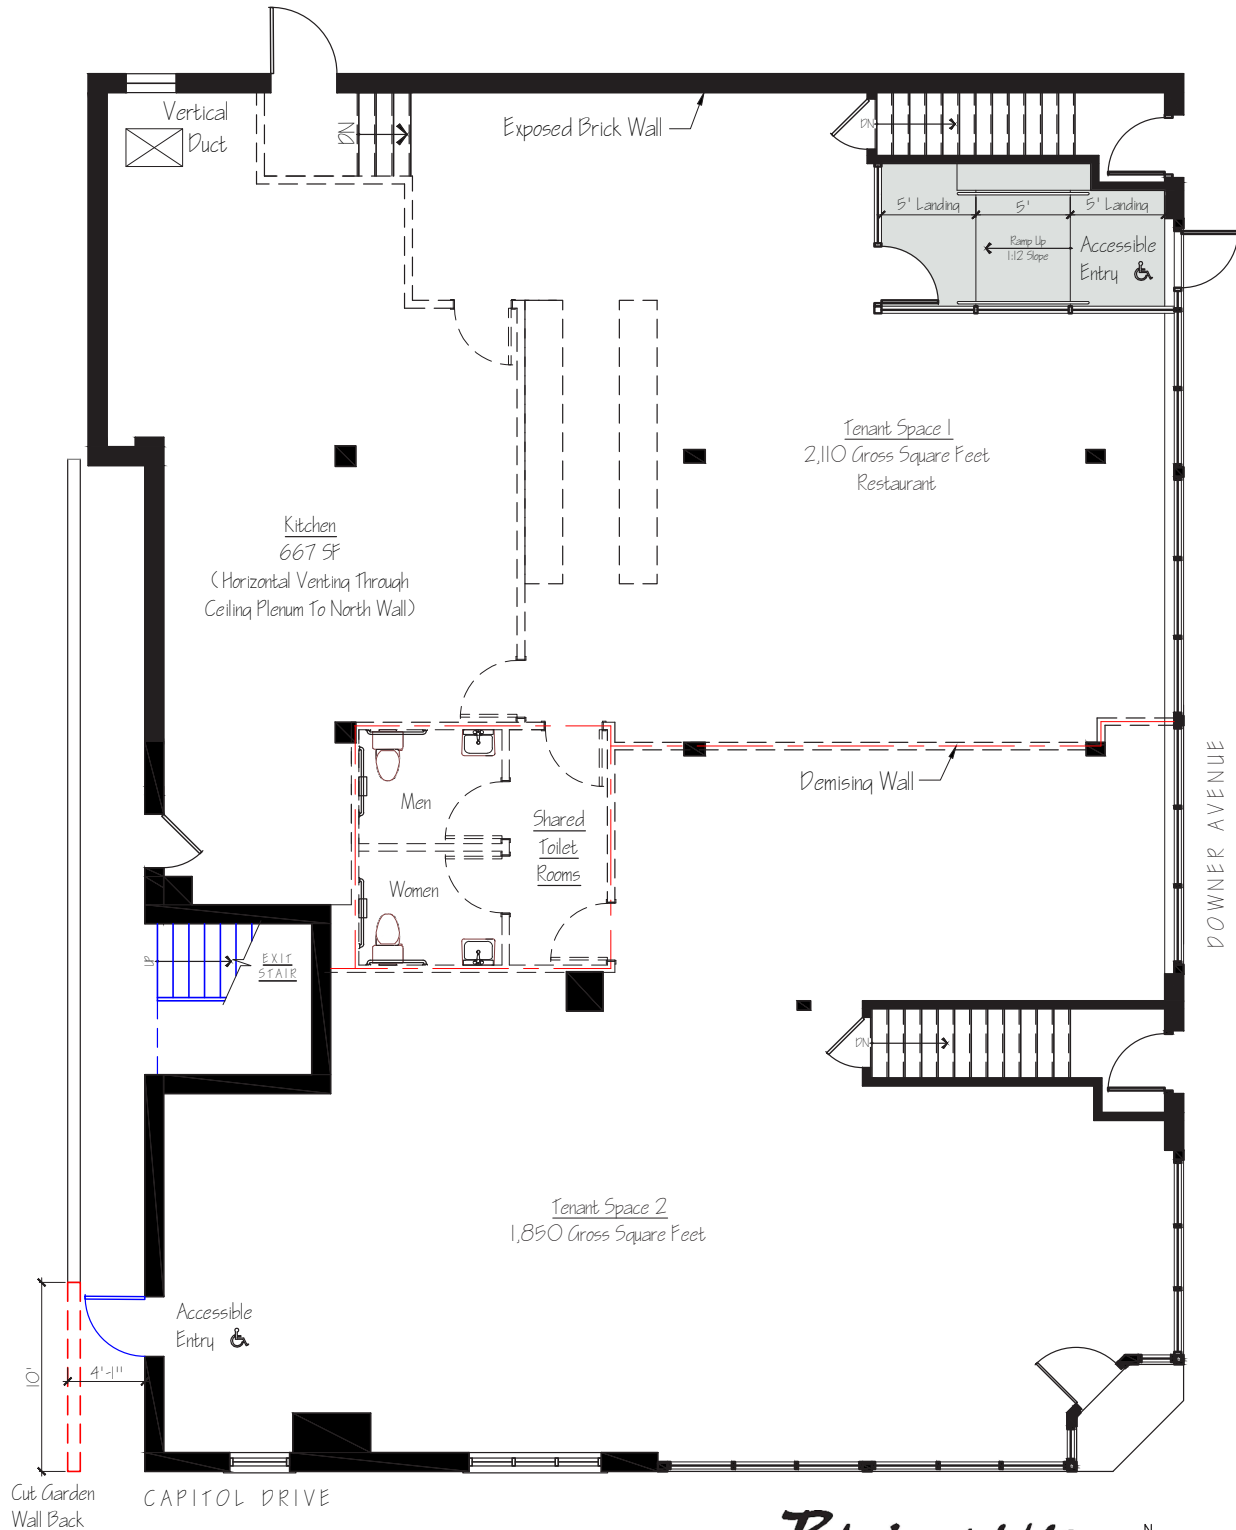 Vertical
Duct
DN
Exposed Brick Wall
DN
5' Landing
5'
5' Landing
Ramp Up
1:12 Slope
Accessible
Entry
Tenant Space 1
2,110 Gross Square Feet
Restaurant
Kitchen
667 SF
(Horizontal Venting Through
Ceiling Plenum To North Wall)
Demising Wall
DOWNER AVENUE
Men
Shared
Toilet
Rooms
Women
UP
EXIT
STAIR
DN
Tenant Space 2
1,850 Gross Square Feet
Accessible
Entry
10'
4'-1"
Cut Garden
Wall Back
CAPITOL DRIVE
N